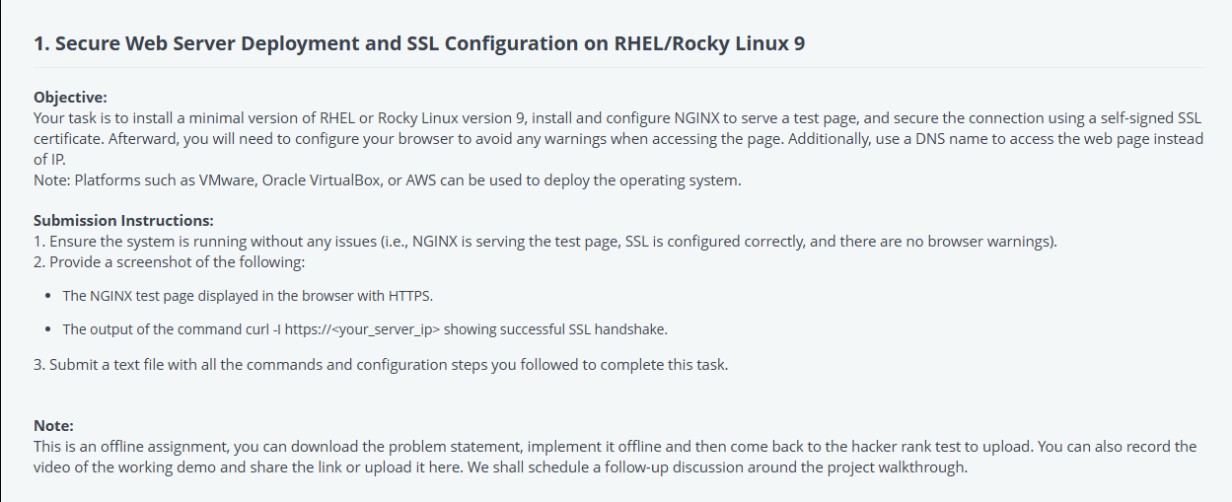 1. Secure Web Server Deployment and SSL Configuration on RHEL/Rocky Linux 9
Objective:
Your task is to install a minimal version of RHEL or Rocky Linux version 9, install and configure NGINX to serve a test page, and secure the connection using a self-signed SSL
certificate. Afterward, you will need to configure your browser to avoid any warnings when accessing the page. Additionally, use a DNS name to access the web page instead
of IP.
Note: Platforms such as VMware, Oracle VirtualBox, or AWS can be used to deploy the operating system.
Submission Instructions:
1. Ensure the system is running without any issues (i.e., NGINX is serving the test page, SSL is configured correctly, and there are no browser warnings).
2. Provide a screenshot of the following:
• The NGINX test page displayed in the browser with HTTPS.
• The output of the command curl -I https://<your_server_ip> showing successful SSL handshake.
3. Submit a text file with all the commands and configuration steps you followed to complete this task.
Note:
This is an offline assignment, you can download the problem statement, implement it offline and then come back to the hacker rank test to upload. You can also record the
video of the working demo and share the link or upload it here. We shall schedule a follow-up discussion around the project walkthrough.